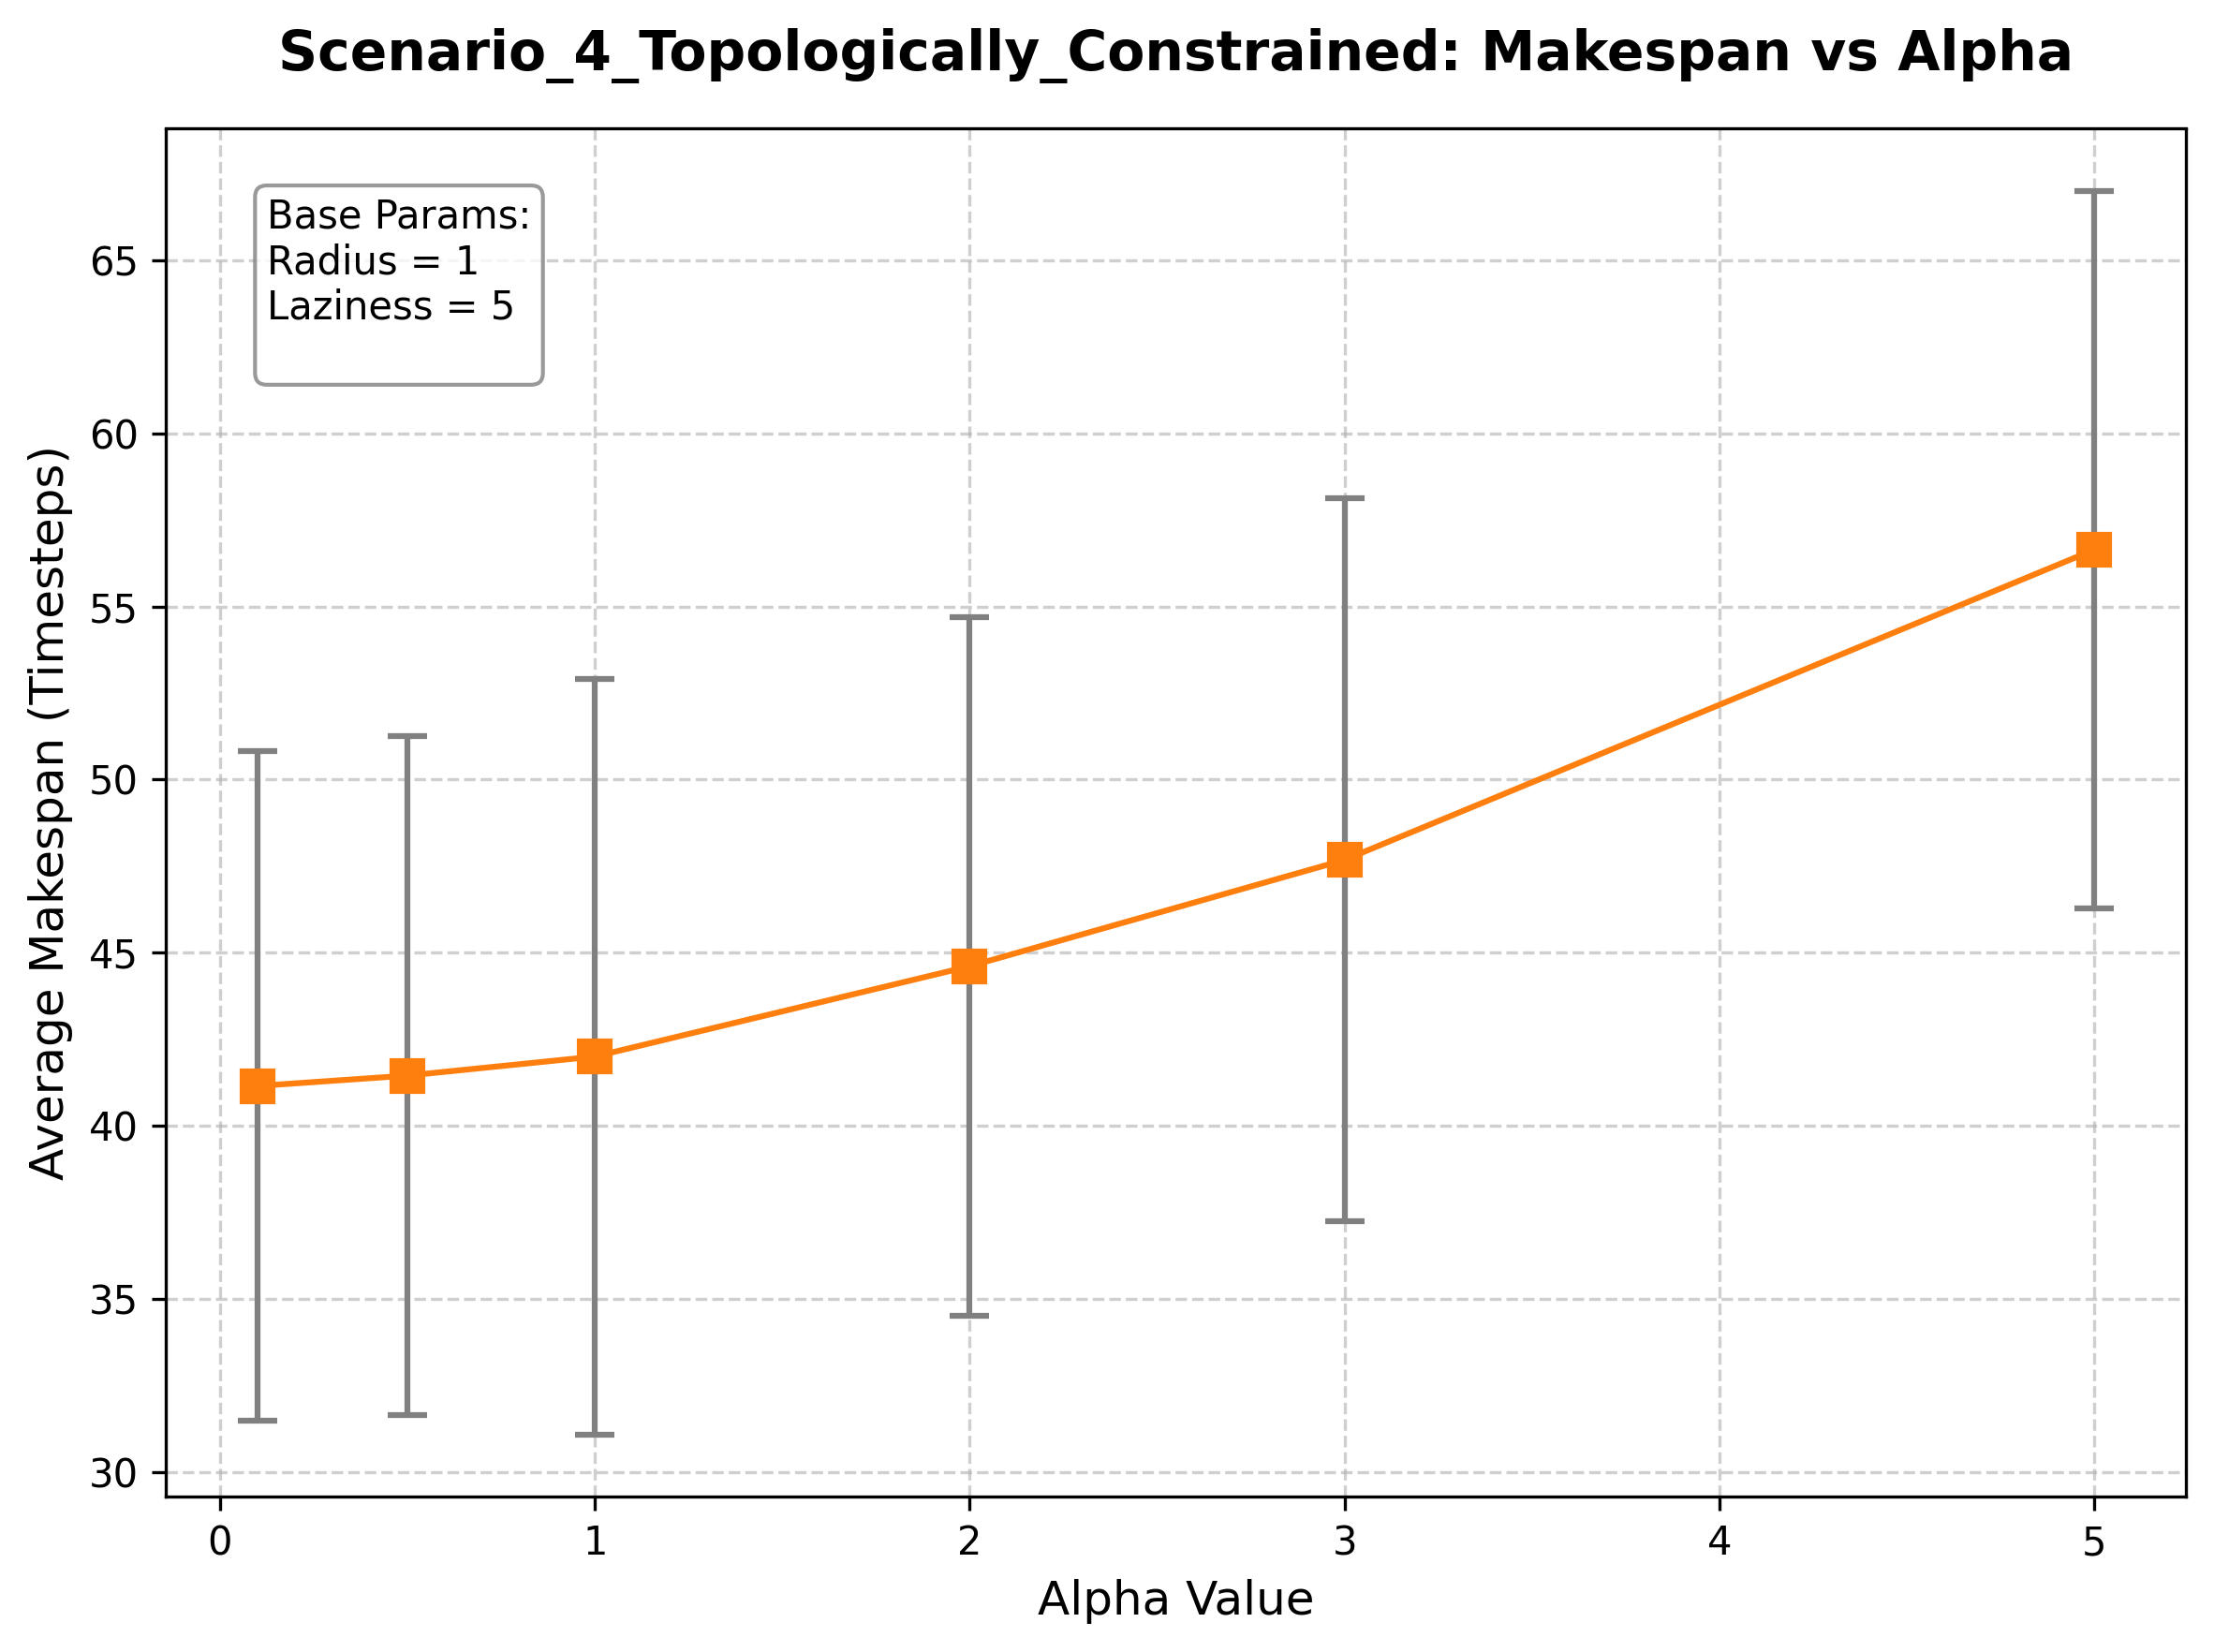 Scenario_4_Topologically_Constrained: Makespan vs Alpha
Base Params:
Radius = 1
Laziness = 5
65
60
55
50
45
40
35
30
Average Makespan (Timesteps)
0 1 2 3 4 5
Alpha Value